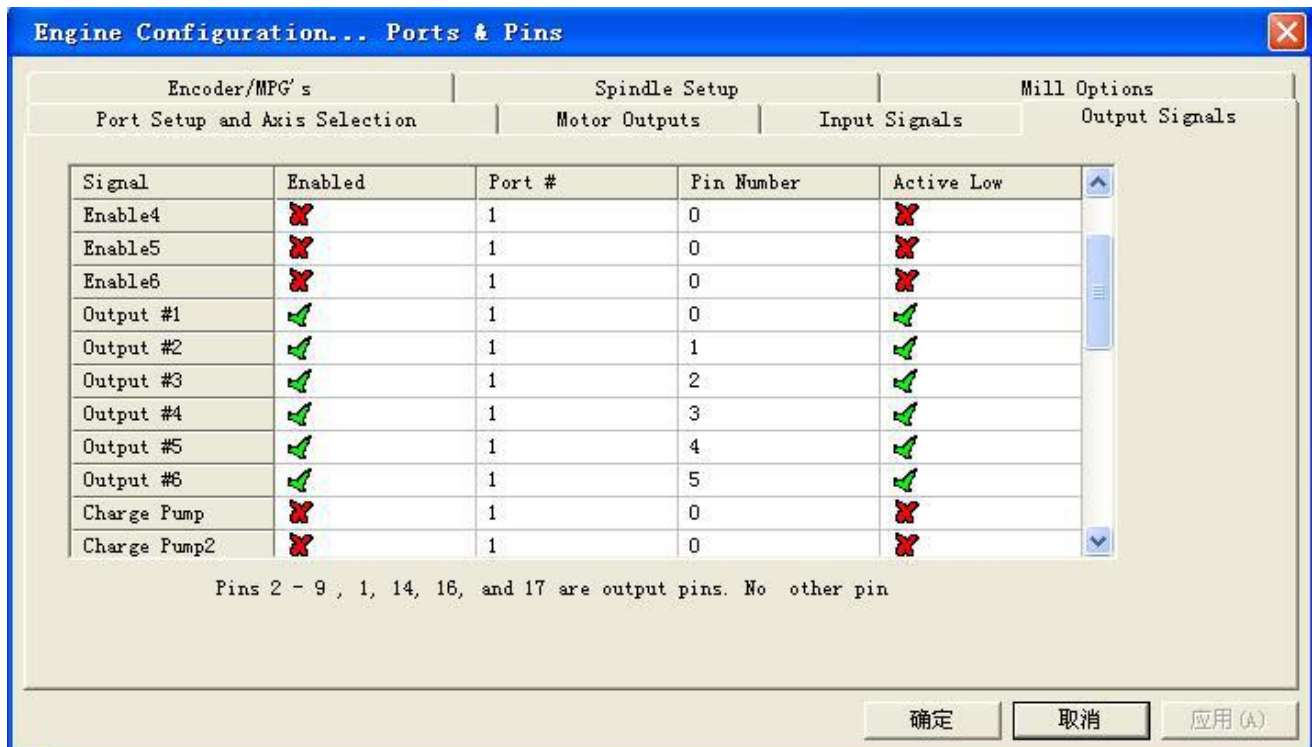 Engine Configuration... Ports & Pins
Encoder/MPG's Spindle Setup Mill Options
Port Setup and Axis Selection Motor Outputs Input Signals Output Signals
Signal Enabled Port # Pin Number Active Low
Enable4 1 0
Enable5 1 0
Enable6 1 0
Output #1 1 0
Output #2 1 1
Output #3 1 2
Output #4 1 3
Output #5 1 4
Output #6 1 5
Charge Pump 1 0
Charge Pump2 1 0
Pins 2 - 9 , 1, 14, 16, and 17 are output pins. No other pin
确定 取消 应用(A)